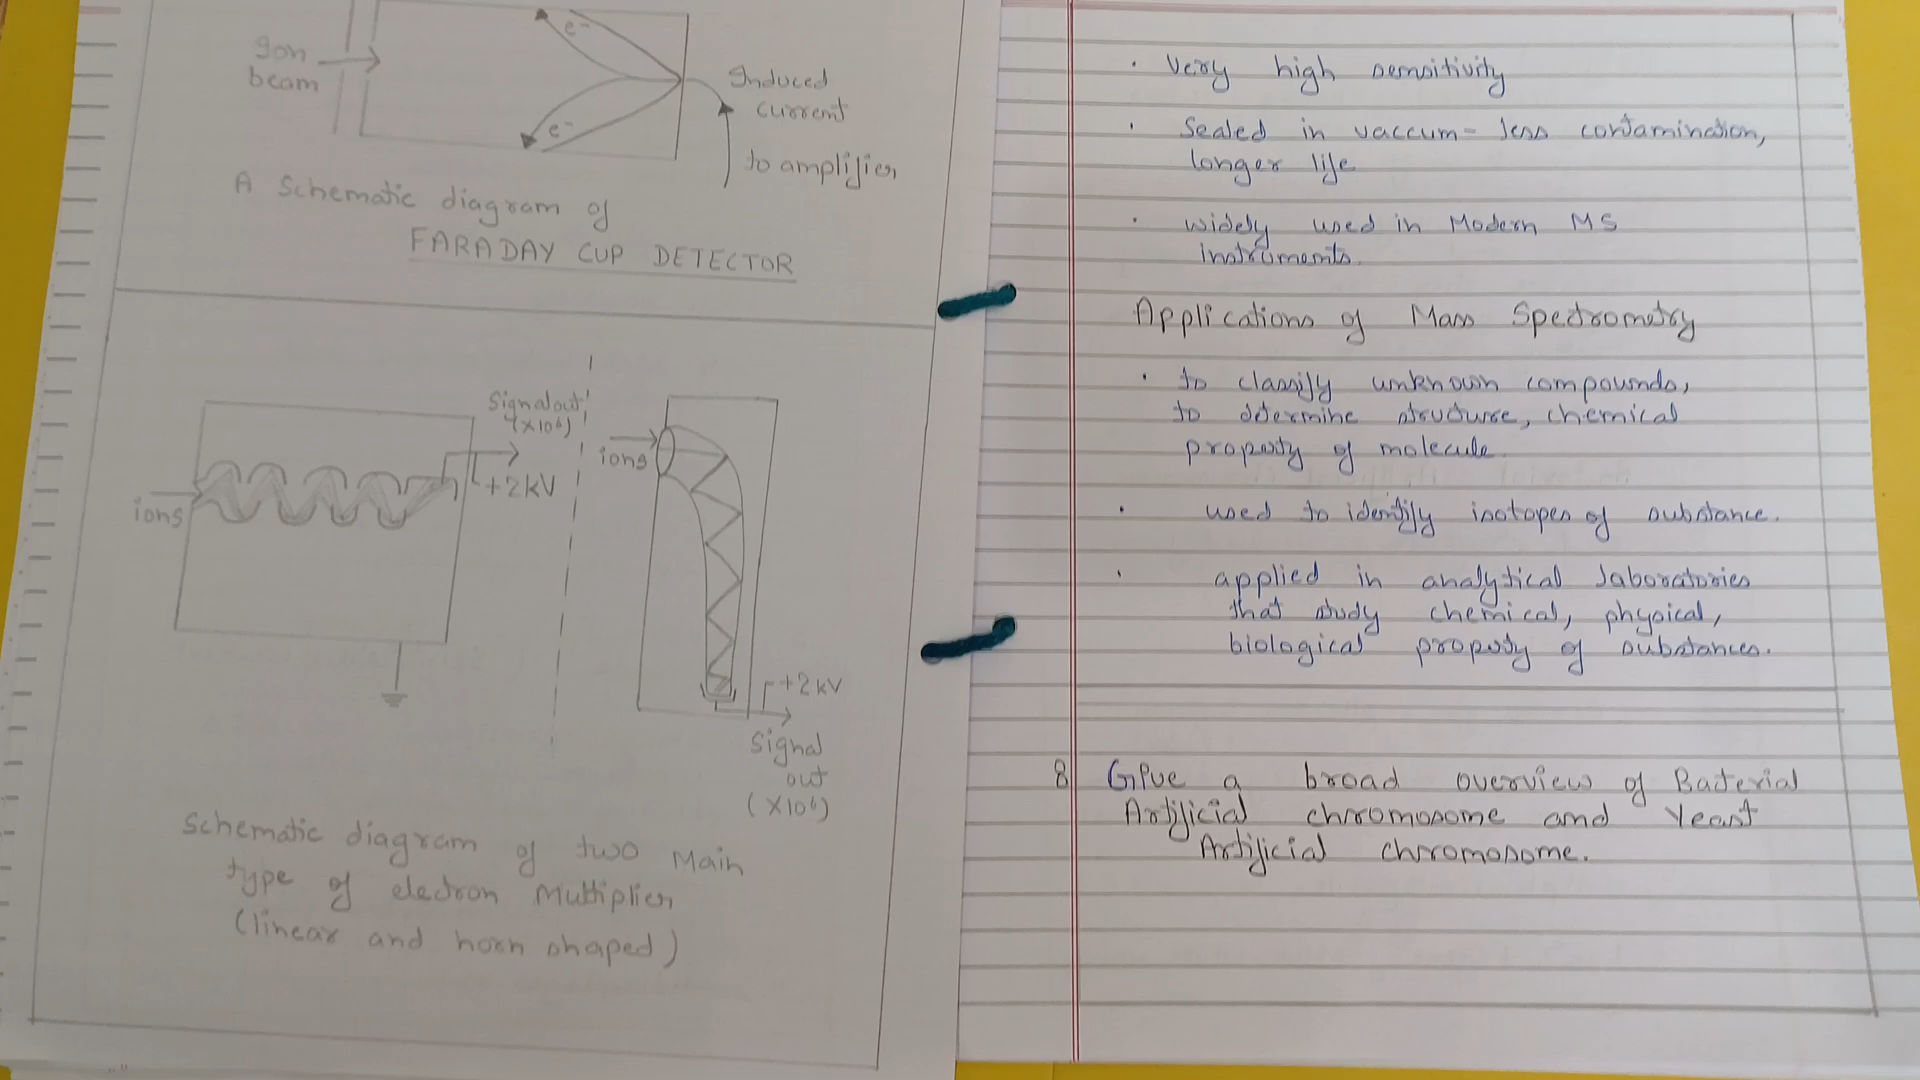 Ion
beam
e-
e-
Induced
current
to amplifier
A Schematic diagram of
FARADAY CUP DETECTOR
ions
Signal out
(x10⁶)
+2kV
ions
+2kV
Signal
out
(x10⁶)
Schematic diagram of two Main
type of electron Multiplier
(linear and horn shaped)
· Very high sensitivity
· Sealed in vaccum - less contamination,
longer life
· widely used in Modern MS
instruments.
Applications of Mass Spectrometry
· to classify unknown compounds,
to determine structure, chemical
property of molecule.
· used to identify isotopes of substance.
· applied in analytical laboratories
that study chemical, physical,
biological property of substances.
8 Give a broad overview of Bacterial
Artificial chromosome and Yeast
Artificial chromosome.